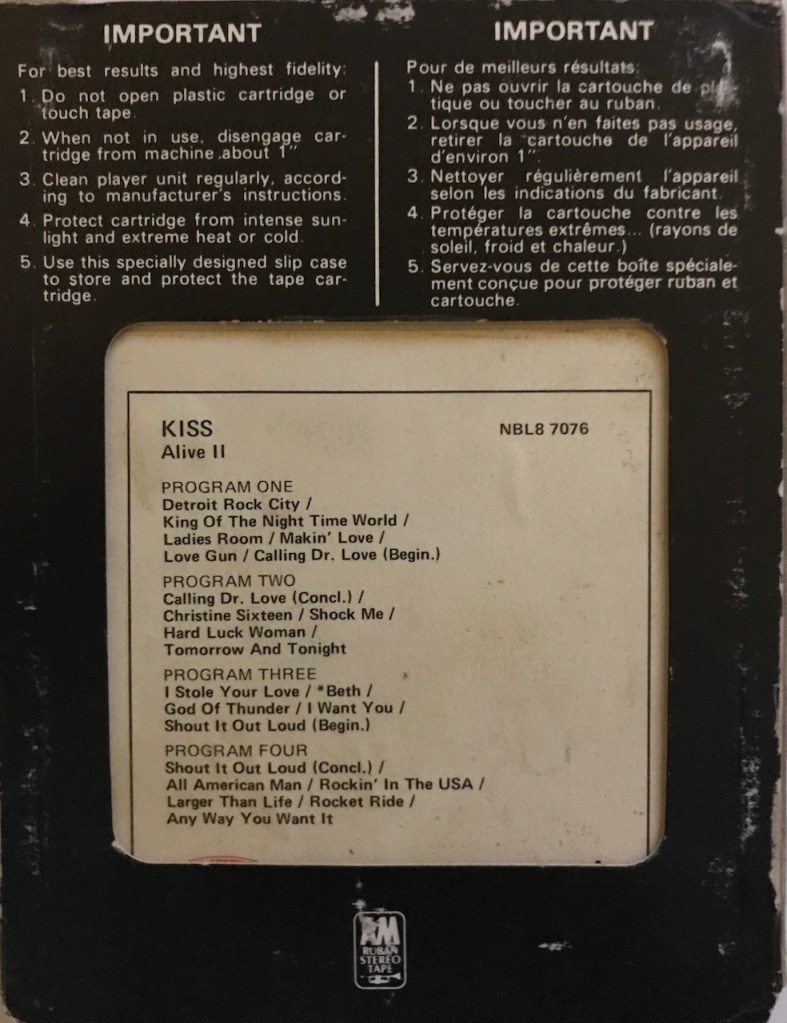 IMPORTANT
For best results and highest fidelity:
1. Do not open plastic cartridge or
touch tape.
2. When not in use, disengage car-
tridge from machine about 1"
3. Clean player unit regularly, accord-
ing to manufacturer's instructions.
4. Protect cartridge from intense sun-
light and extreme heat or cold.
5. Use this specially designed slip case
to store and protect the tape car-
tridge.
IMPORTANT
Pour de meilleurs résultats:
1. Ne pas ouvrir la cartouche de
tique ou toucher au ruban.
2. Lorsque vous n'en faites pas usage,
retirer la cartouche de l'appareil
d'environ 1".
3. Nettoyer régulièrement l'appareil
selon les indications du fabricant.
4. Protéger la cartouche contre les
températures extrêmes... (rayons de
soleil, froid et chaleur.)
5. Servez-vous de cette boîte spéciale-
ment conçue pour protéger ruban et
cartouche.
KISS NBL8 7076
Alive II
PROGRAM ONE
Detroit Rock City /
King Of The Night Time World /
Ladies Room / Makin' Love /
Love Gun / Calling Dr. Love (Begin.)
PROGRAM TWO
Calling Dr. Love (Concl.) /
Christine Sixteen / Shock Me /
Hard Luck Woman /
Tomorrow And Tonight
PROGRAM THREE
I Stole Your Love / *Beth /
God Of Thunder / I Want You /
Shout It Out Loud (Begin.)
PROGRAM FOUR
Shout It Out Loud (Concl.) /
All American Man / Rockin' In The USA /
Larger Than Life / Rocket Ride /
Any Way You Want It
AM
RUBAN
STEREO
TAPE